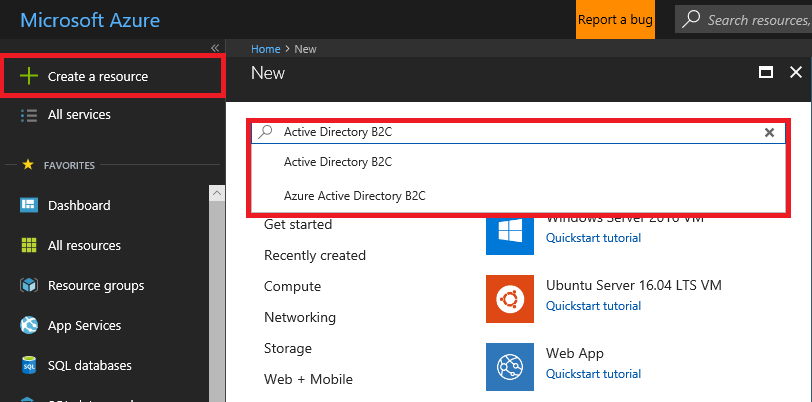 Microsoft Azure
Report a bug
Search resources,
Create a resource
All services
FAVORITES
Dashboard
All resources
Resource groups
App Services
SQL databases
Home > New
New
Active Directory B2C
Active Directory B2C
Azure Active Directory B2C
Get started
Recently created
Compute
Networking
Storage
Web + Mobile
Windows Server 2016 VM
Quickstart tutorial
Ubuntu Server 16.04 LTS VM
Quickstart tutorial
Web App
Quickstart tutorial